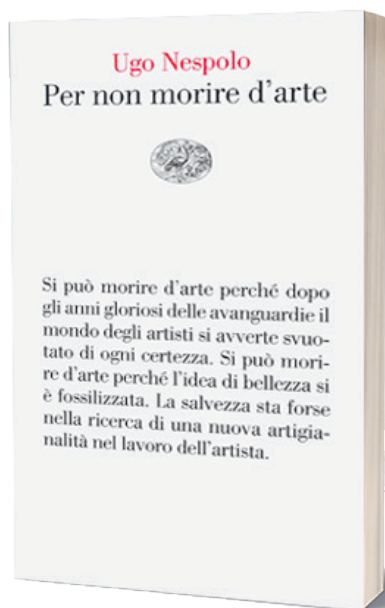 Ugo Nespolo
Per non morire d'arte
Si può morire d'arte perché dopo
gli anni gloriosi delle avanguardie il
mondo degli artisti si avverte svuo-
tato di ogni certezza. Si può mori-
re d'arte perché l'idea di bellezza si
è fossilizzata. La salvezza sta forse
nella ricerca di una nuova artigia-
nalità nel lavoro dell'artista.